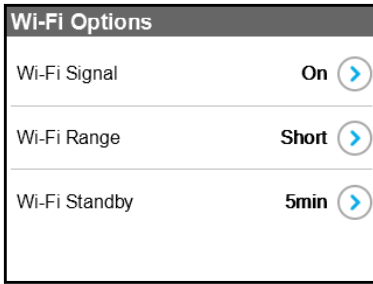 Wi-Fi Options
Wi-Fi Signal On
Wi-Fi Range Short
Wi-Fi Standby 5min